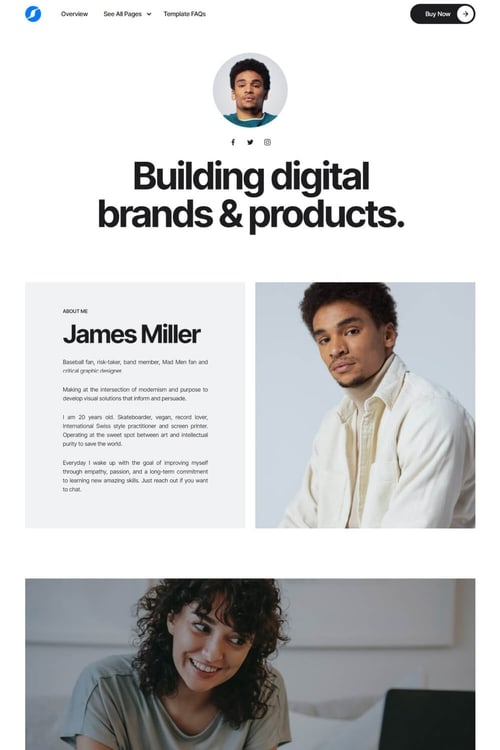 Overview See All Pages Template FAQs Buy Now
Building digital
brands & products.
ABOUT ME
James Miller
Baseball fan, risk-taker, band member, Mad Men fan and
critical graphic designer.
Making at the intersection of modernism and purpose to
develop visual solutions that inform and persuade.
I am 20 years old. Skateboarder, vegan, record lover,
International Swiss style practitioner and screen printer.
Operating at the sweet spot between art and intellectual
purity to save the world.
Everyday I wake up with the goal of improving myself
through empathy, passion, and a long-term commitment
to learning new amazing skills. Just reach out if you want
to chat.